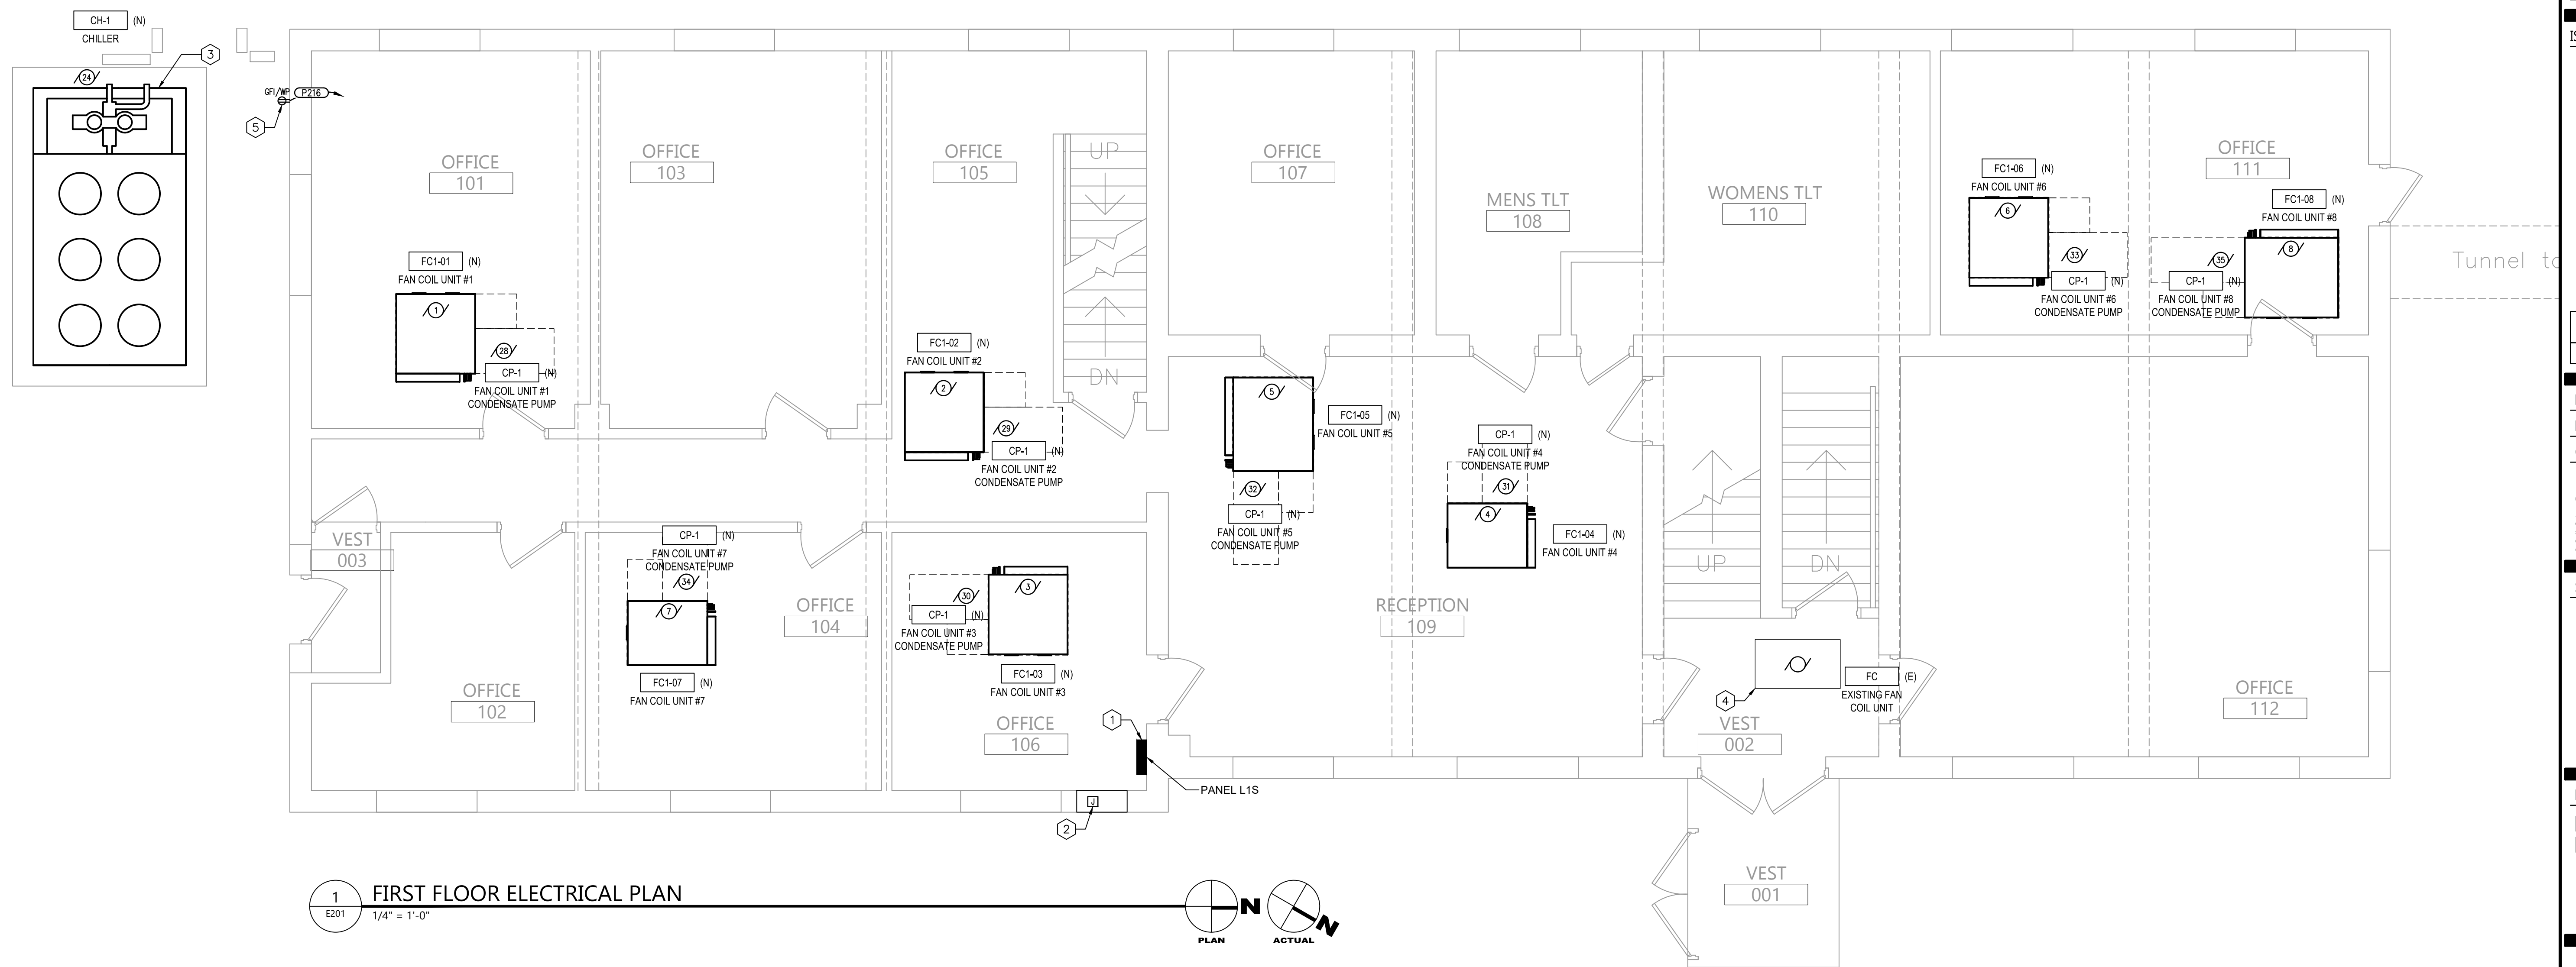 CH-1 (N)
CHILLER
24
3
GFI/WP
P216
5
OFFICE
101
OFFICE
103
OFFICE
105
UP
DN
OFFICE
107
MENS TLT
108
WOMENS TLT
110
OFFICE
111
FC1-01 (N)
FAN COIL UNIT #1
1
28
CP-1 (N)
FAN COIL UNIT #1
CONDENSATE PUMP
FC1-02 (N)
FAN COIL UNIT #2
2
29
CP-1 (N)
FAN COIL UNIT #2
CONDENSATE PUMP
5
FC1-05 (N)
FAN COIL UNIT #5
32
CP-1 (N)
FAN COIL UNIT #5
CONDENSATE PUMP
CP-1 (N)
FAN COIL UNIT #4
CONDENSATE PUMP
31
4
FC1-04 (N)
FAN COIL UNIT #4
FC1-06 (N)
FAN COIL UNIT #6
6
33
CP-1 (N)
FAN COIL UNIT #6
CONDENSATE PUMP
FC1-08 (N)
FAN COIL UNIT #8
8
35
CP-1 (N)
FAN COIL UNIT #8
CONDENSATE PUMP
Tunnel
VEST
003
CP-1 (N)
FAN COIL UNIT #7
CONDENSATE PUMP
34
7
FC1-07 (N)
FAN COIL UNIT #7
OFFICE
104
30
CP-1 (N)
FAN COIL UNIT #3
CONDENSATE PUMP
3
FC1-03 (N)
FAN COIL UNIT #3
OFFICE
102
OFFICE
106
1
PANEL L1S
J
2
RECEPTION
109
UP
DN
4
FC (E)
EXISTING FAN
COIL UNIT
VEST
002
OFFICE
112
VEST
001
1
E201
FIRST FLOOR ELECTRICAL PLAN
1/4" = 1'-0"
N
PLAN
N
ACTUAL